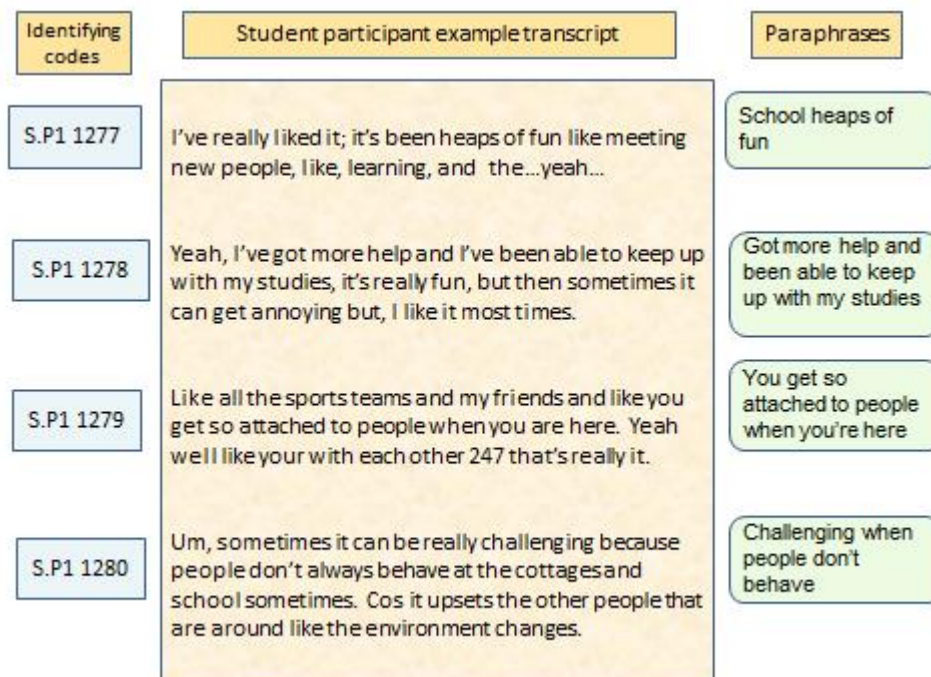 Identifying
codes
Student participant example transcript
Paraphrases
S.P1 1277
I've really liked it; it's been heaps of fun like meeting
new people, like, learning, and the...yeah...
School heaps of
fun
S.P1 1278
Yeah, I've got more help and I've been able to keep up
with my studies, it's really fun, but then sometimes it
can get annoying but, I like it most times.
Got more help and
been able to keep
up with my studies
S.P1 1279
Like all the sports teams and my friends and like you
get so attached to people when you are here. Yeah
well like your with each other 247 that's really it.
You get so
attached to people
when you're here
S.P1 1280
Um, sometimes it can be really challenging because
people don't always behave at the cottages and
school sometimes. Cos it upsets the other people that
are around like the environment changes.
Challenging when
people don't
behave